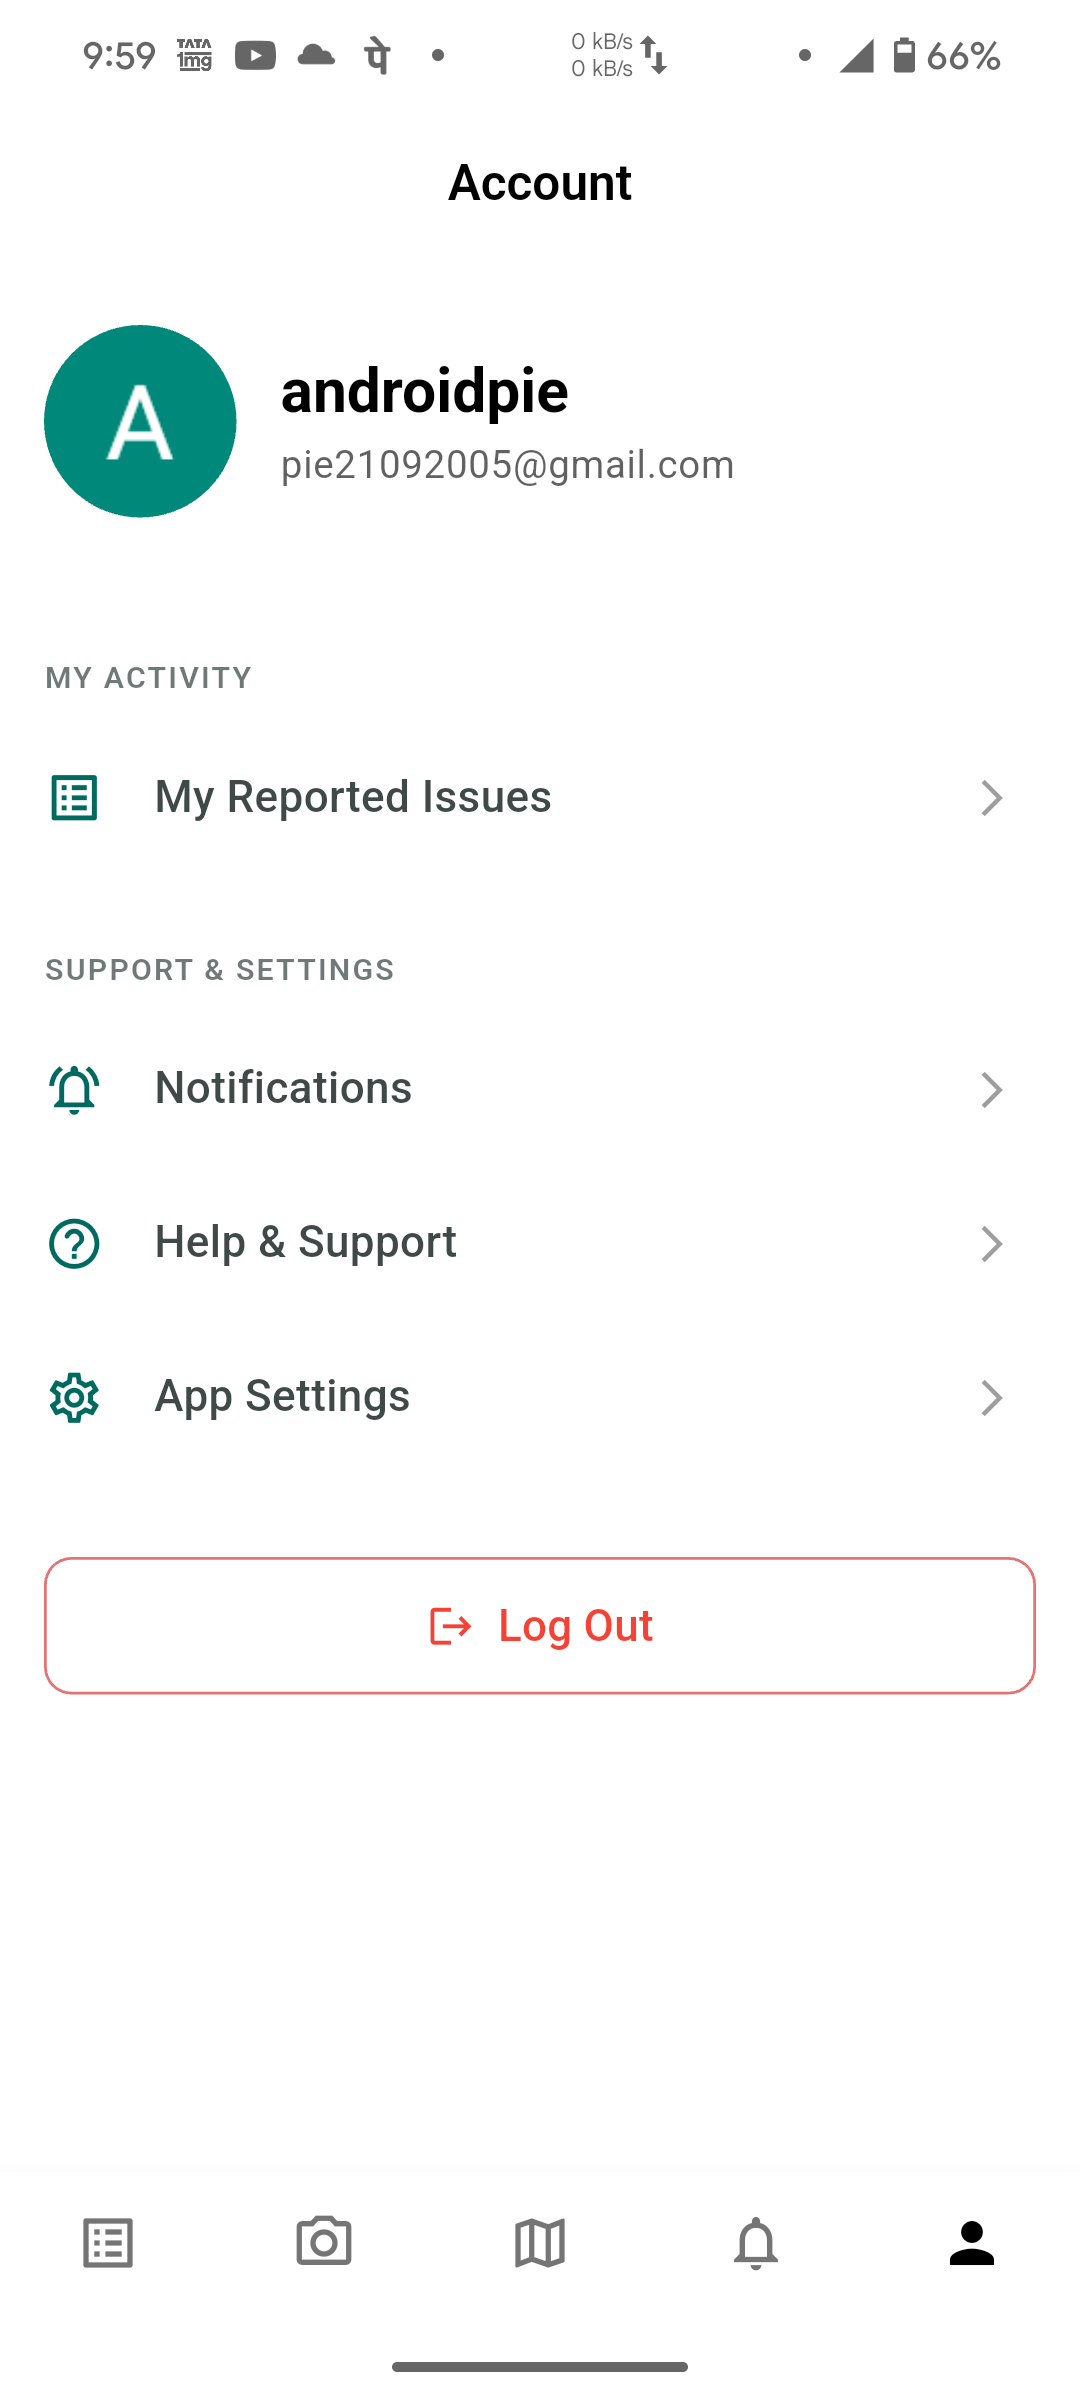 9:59 TATA 1mg पे 0 kB/s 66%
0 kB/s
Account
A
androidpie
pie21092005@gmail.com
MY ACTIVITY
My Reported Issues
SUPPORT & SETTINGS
Notifications
Help & Support
App Settings
Log Out